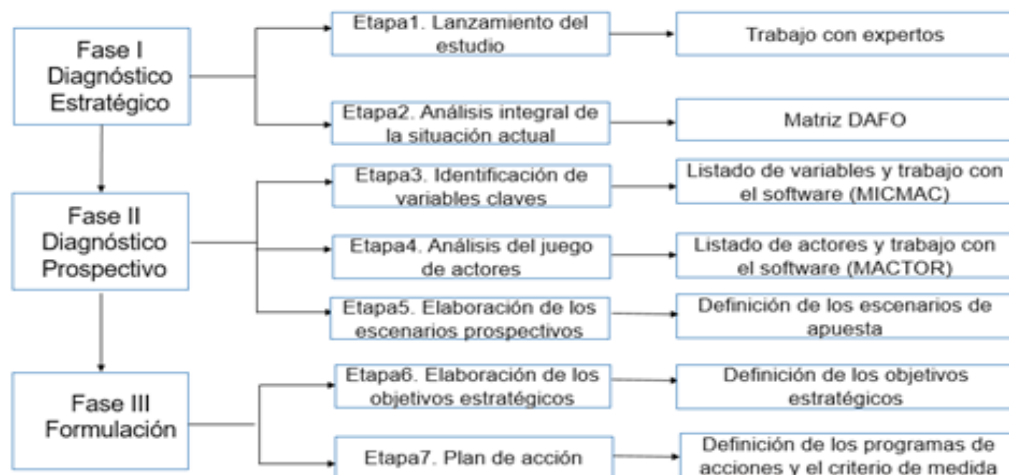 Fase I
Diagnóstico
Estratégico
Etapa1. Lanzamiento del
estudio
Trabajo con expertos
Etapa2. Análisis integral de
la situación actual
Matriz DAFO
Fase II
Diagnóstico
Prospectivo
Etapa3. Identificación de
variables claves
Listado de variables y trabajo con
el software (MICMAC)
Etapa4. Análisis del juego
de actores
Listado de actores y trabajo con
el software (MACTOR)
Etapa5. Elaboración de los
escenarios prospectivos
Definición de los escenarios de
apuesta
Fase III
Formulación
Etapa6. Elaboración de los
objetivos estratégicos
Definición de los objetivos
estratégicos
Etapa7. Plan de acción
Definición de los programas de
acciones y el criterio de medida